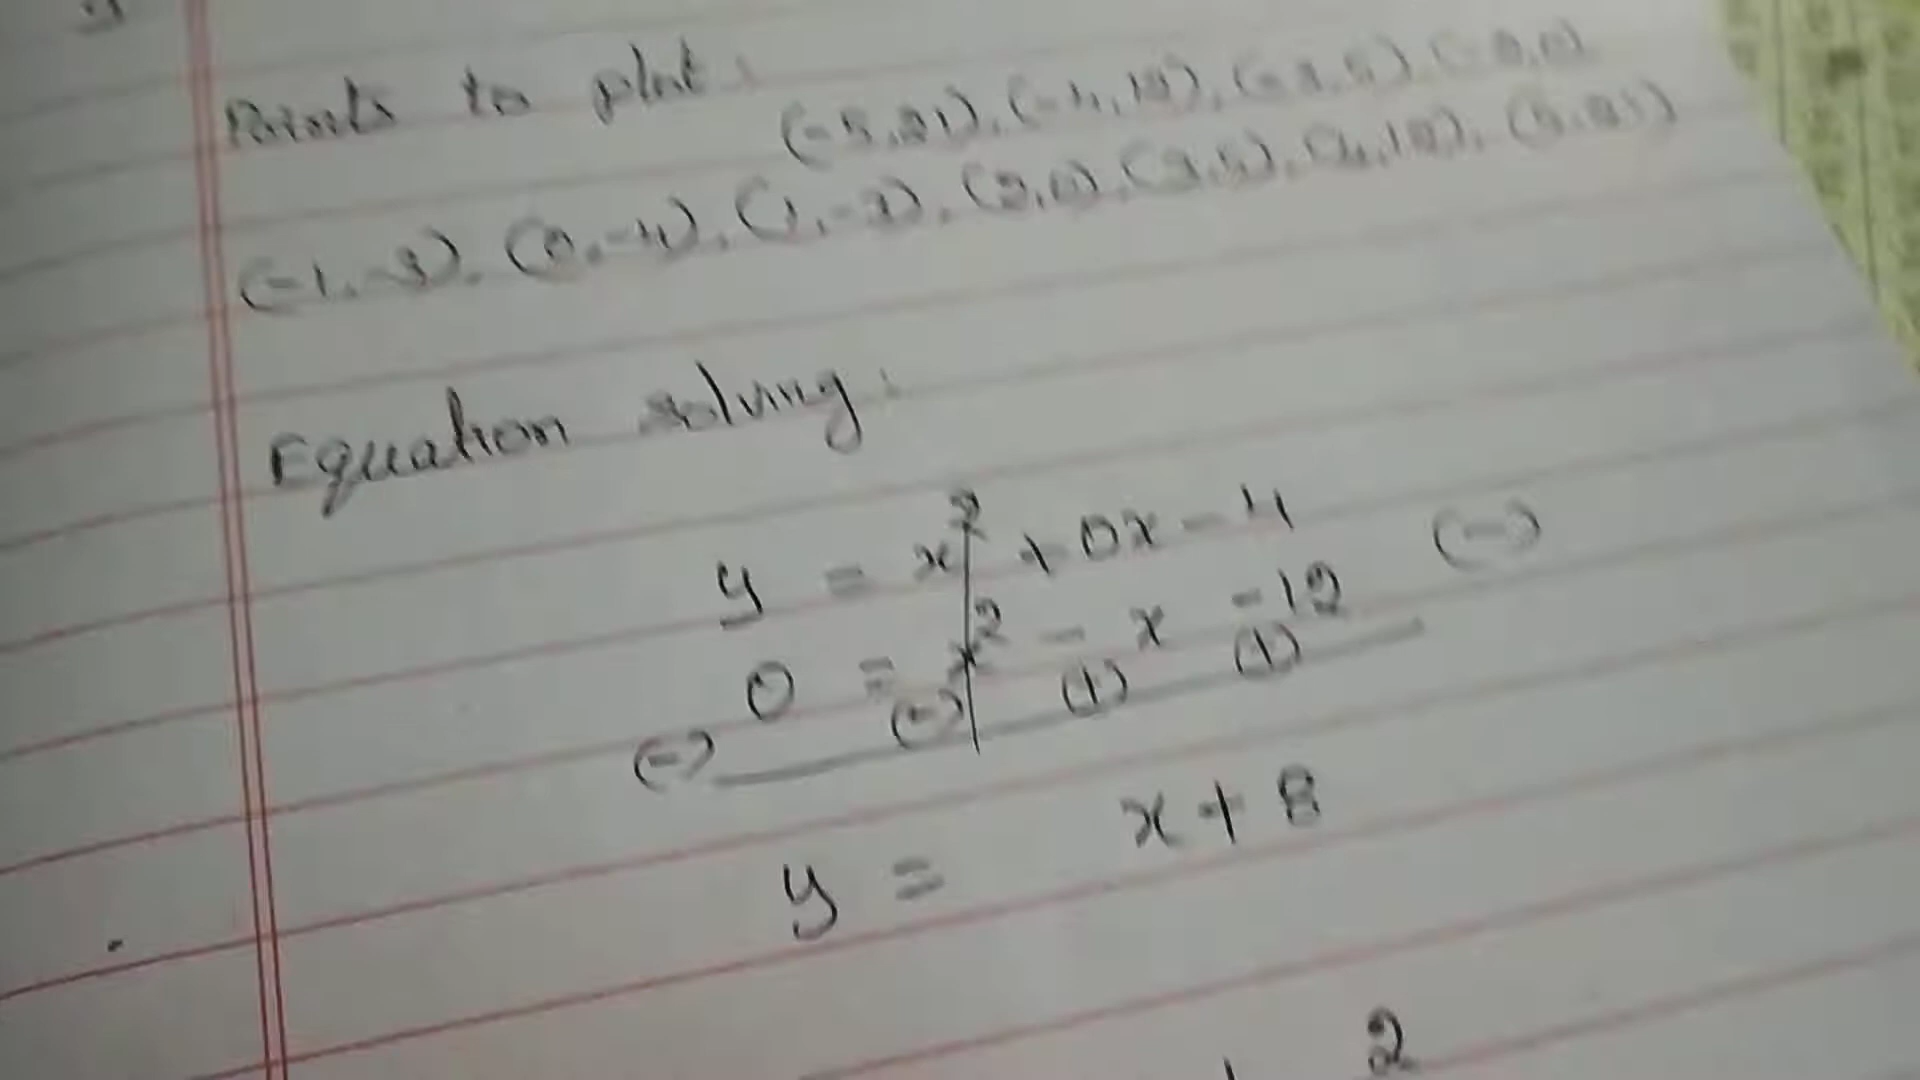 Points to plot:
(-5,21), (-4,12), (-3,5), (-2,0)
(-1,-3), (0,-4), (1,-3), (2,0), (3,5), (4,12), (5,21)
Equation solving:
y = x² + 0x - 4
0 = x² - x - 12 (-)
(-) (-) (+) (+)
y = x + 8
2